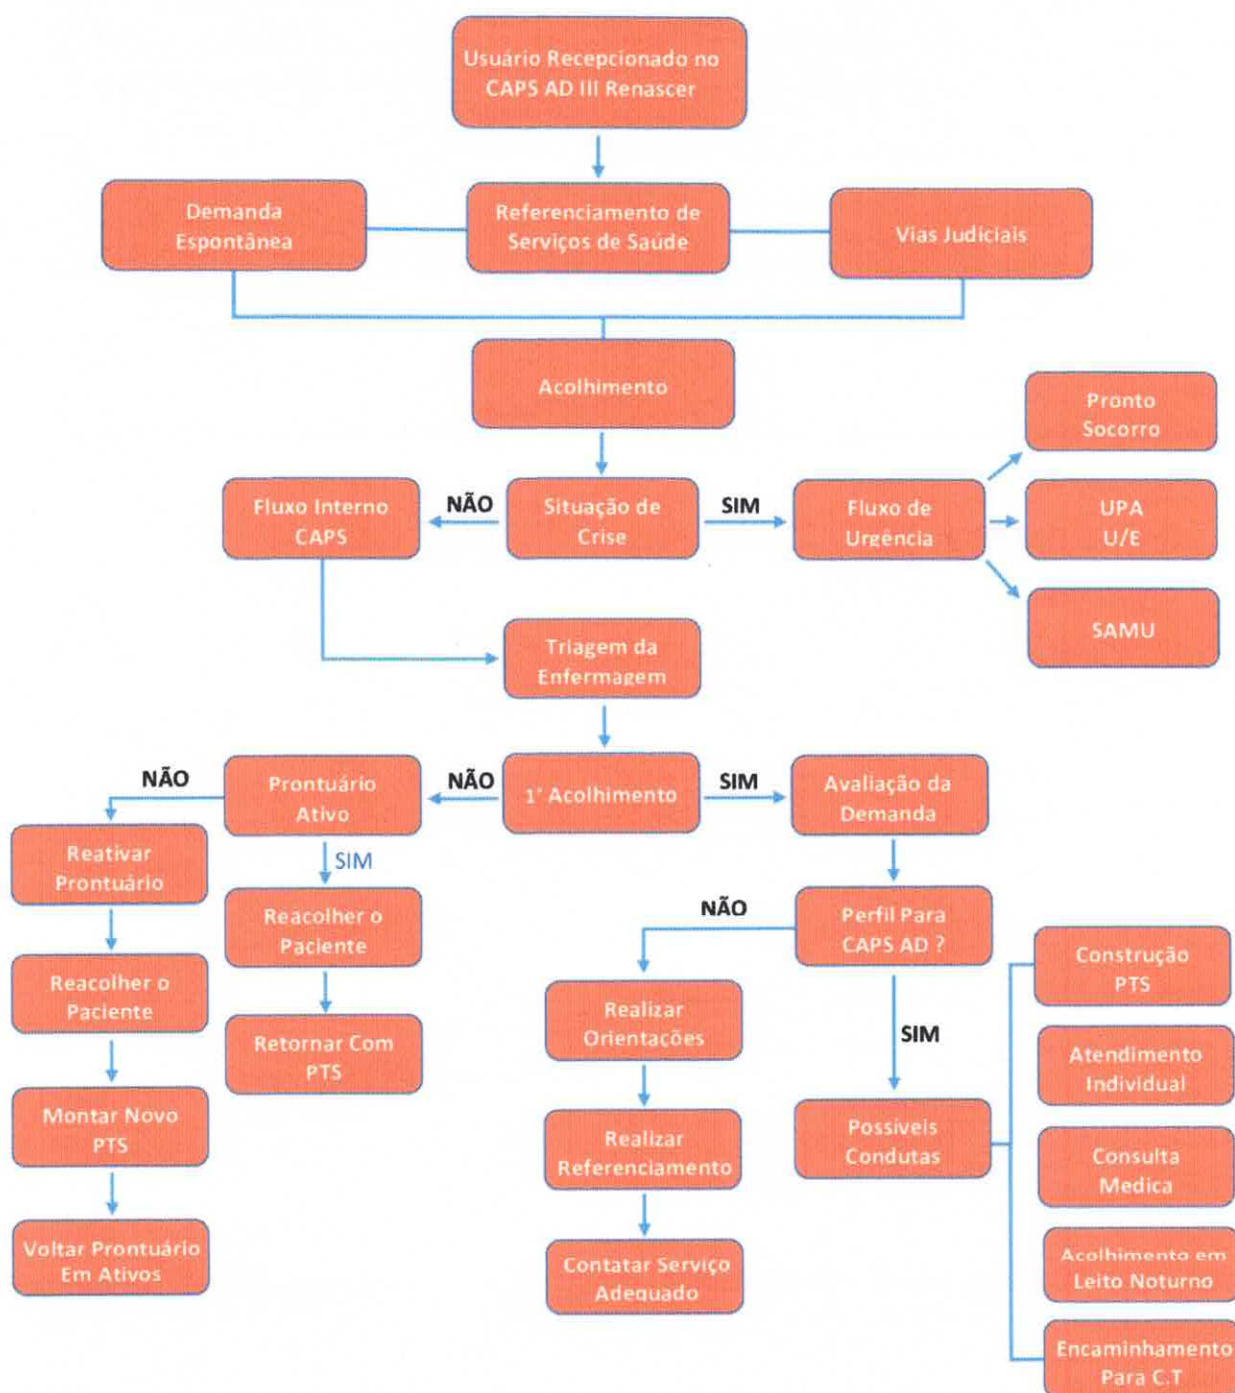 Usuário Recepcionado no
CAPS AD III Renascer
Demanda
Espontânea
Referenciamento de
Serviços de Saúde
Vias Judiciais
Acolhimento
Pronto
Socorro
Fluxo Interno
CAPS
NÃO
Situação de
Crise
SIM
Fluxo de
Urgência
UPA
U/E
SAMU
Triagem da
Enfermagem
NÃO
Prontuário
Ativo
NÃO
1° Acolhimento
SIM
Avaliação da
Demanda
Reativar
Prontuário
SIM
Reacolher o
Paciente
NÃO
Perfil Para
CAPS AD ?
Reacolher o
Paciente
Retornar Com
PTS
Realizar
Orientações
SIM
Construção
PTS
Atendimento
Individual
Montar Novo
PTS
Realizar
Referenciamento
Possíveis
Condutas
Consulta
Medica
Voltar Prontuário
Em Ativos
Contatar Serviço
Adequado
Acolhimento em
Leito Noturno
Encaminhamento
Para C.T